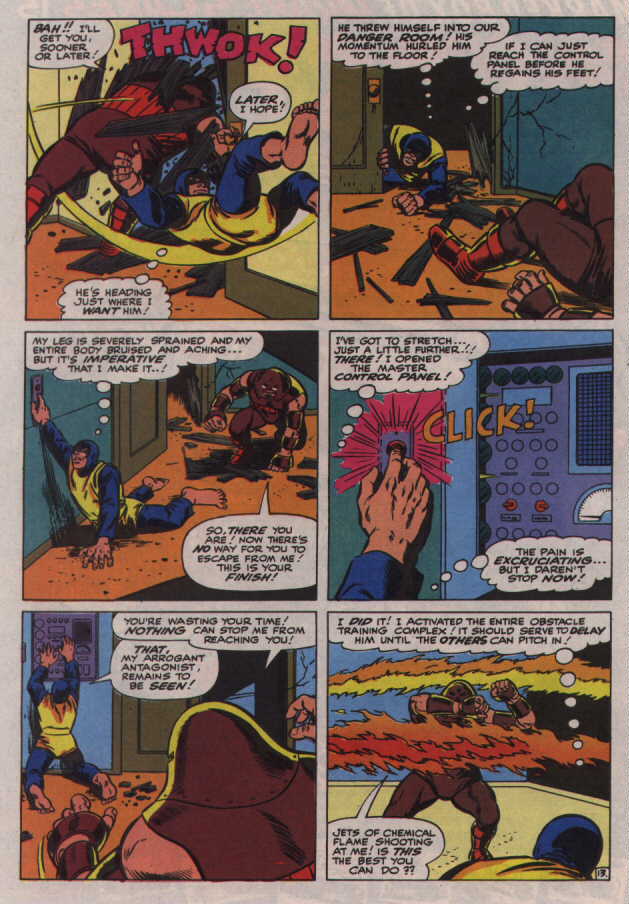 BAH!! I'LL
GET YOU,
SOONER
OR LATER!
THWOK!
LATER,
I HOPE!
HE'S HEADING
JUST WHERE I
WANT HIM!
HE THREW HIMSELF INTO OUR
DANGER ROOM! HIS
MOMENTUM HURLED HIM
TO THE FLOOR!
IF I CAN JUST
REACH THE CONTROL
PANEL BEFORE HE
REGAINS HIS FEET!
MY LEG IS SEVERELY SPRAINED AND MY
ENTIRE BODY BRUISED AND ACHING...
BUT IT'S IMPERATIVE
THAT I MAKE IT..!
SO, THERE YOU
ARE! NOW THERE'S
NO WAY FOR YOU TO
ESCAPE FROM ME!
THIS IS YOUR
FINISH!
I'VE GOT TO STRETCH...
JUST A LITTLE FURTHER..!
THERE! I OPENED
THE MASTER
CONTROL PANEL!
CLICK!
THE PAIN IS
EXCRUCIATING...
BUT I DAREN'T
STOP NOW!
YOU'RE WASTING YOUR TIME!
NOTHING CAN STOP ME FROM
REACHING YOU!
THAT,
MY ARROGANT
ANTAGONIST,
REMAINS TO
BE SEEN!
I DID IT! I ACTIVATED THE ENTIRE OBSTACLE
TRAINING COMPLEX! IT SHOULD SERVE TO DELAY
HIM UNTIL THE OTHERS CAN PITCH IN!
JETS OF CHEMICAL
FLAME SHOOTING
AT ME! IS THIS
THE BEST YOU
CAN DO??
13.